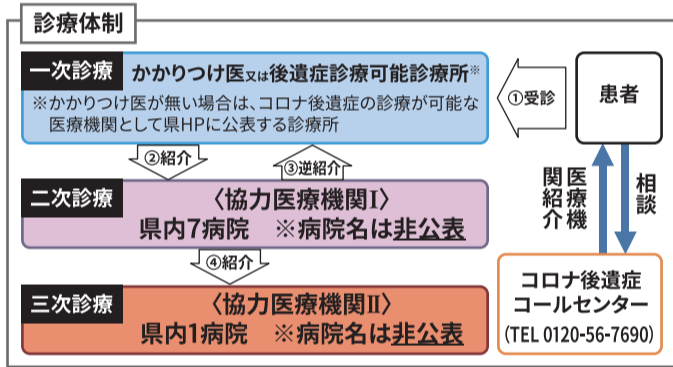 診療体制
一次診療
かかりつけ医又は後遺症診療可能診療所※
※かかりつけ医が無い場合は、コロナ後遺症の診療が可能な
医療機関として県HPに公表する診療所
①受診
患者
②紹介
③逆紹介
医療機
関紹介
相談
二次診療
〈協力医療機関Ⅰ〉
県内7病院 ※病院名は非公表
④紹介
三次診療
〈協力医療機関Ⅱ〉
県内1病院 ※病院名は非公表
コロナ後遺症
コールセンター
(TEL 0120-56-7690)